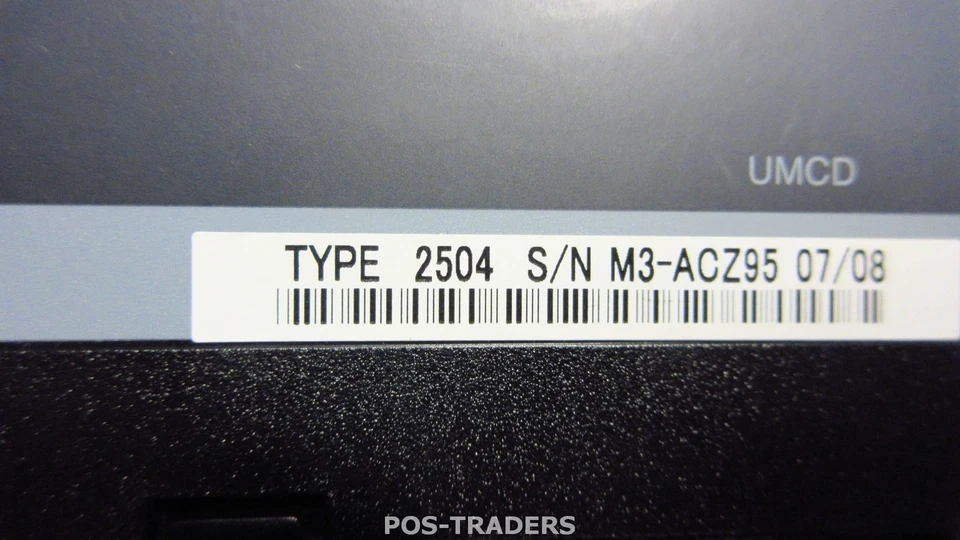 UMCD
TYPE 2504 S/N M3-ACZ95 07/08
POS-TRADERS